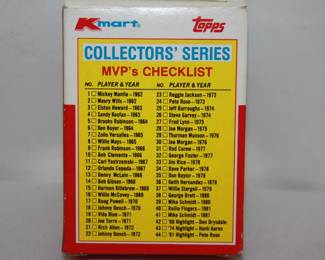 Kmart
Topps
COLLECTORS' SERIES
MVP's CHECKLIST
NO. PLAYER & YEAR
1 Mickey Mantle–1962
2 Maury Wills–1962
3 Elston Howard–1963
4 Sandy Koufax–1963
5 Brooks Robinson–1964
6 Ken Boyer–1964
7 Zoilo Versalles–1965
8 Willie Mays–1965
9 Frank Robinson–1966
10 Bob Clemente–1966
11 Carl Yastrzemski–1967
12 Orlando Cepeda–1967
13 Denny McLain–1968
14 Bob Gibson–1968
15 Harmon Killebrew–1969
16 Willie McCovey–1969
17 Boog Powell–1970
18 Johnny Bench–1970
19 Vida Blue–1971
20 Joe Torre–1971
21 Rich Allen–1972
22 Johnny Bench–1972
NO. PLAYER & YEAR
23 Reggie Jackson–1973
24 Pete Rose–1973
25 Jeff Burroughs–1974
26 Steve Garvey–1974
27 Fred Lynn–1975
28 Joe Morgan–1975
29 Thurman Munson–1976
30 Joe Morgan–1976
31 Rod Carew–1977
32 George Foster–1977
33 Jim Rice–1978
34 Dave Parker–1978
35 Don Baylor–1979
36 Keith Hernandez–1979
37 Willie Stargell–1979
38 George Brett–1980
39 Mike Schmidt–1980
40 Rollie Fingers–1981
41 Mike Schmidt–1981
42 '68 Highlight–Don Drysdale
43 '74 Highlight–Hank Aaron
44 '81 Highlight–Pete Rose